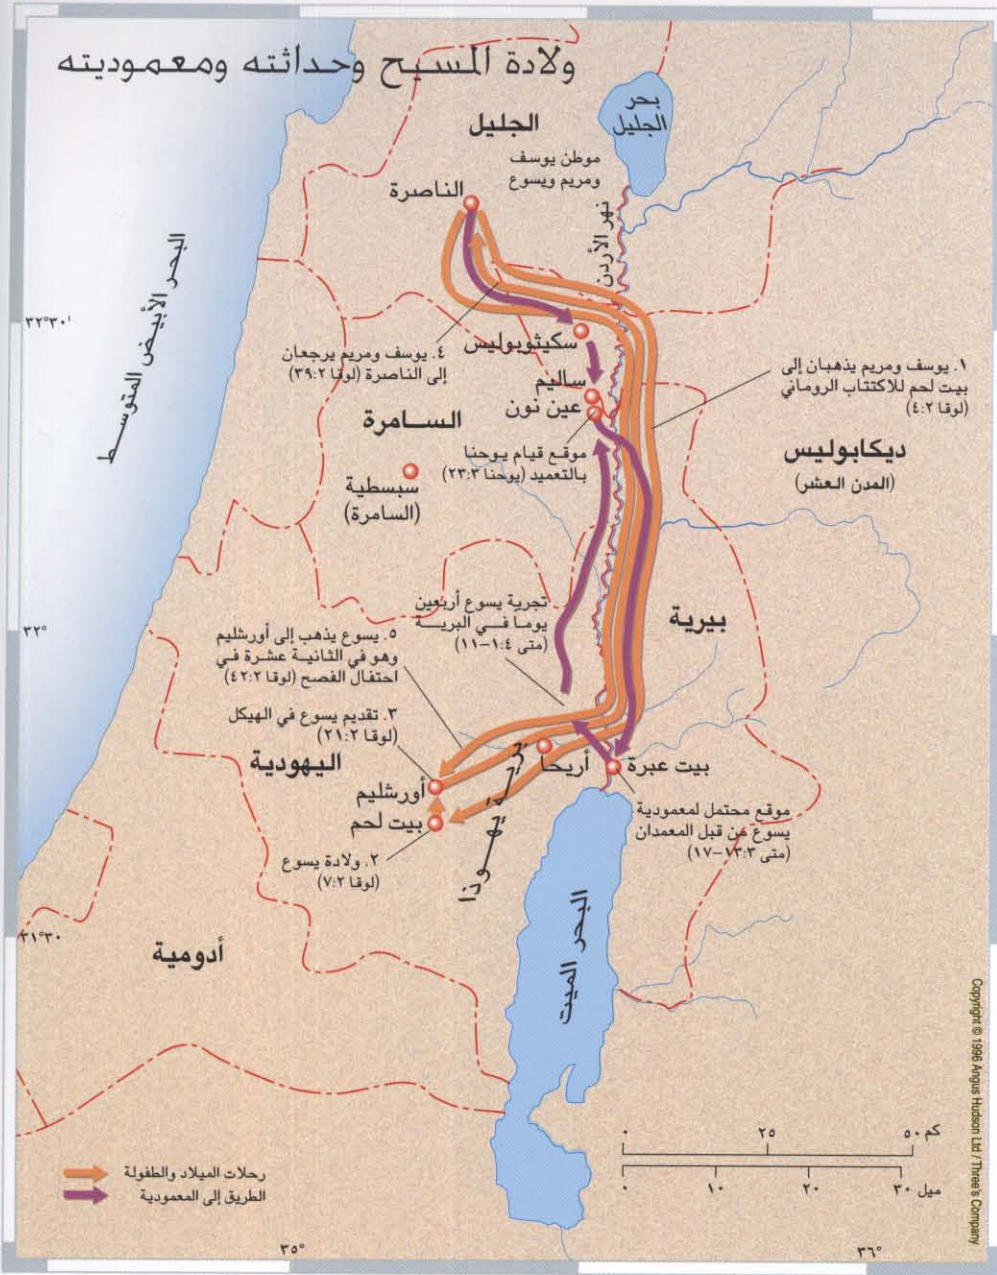 ولادة المسيح وحداثته ومعموديته
الجليل
بحر
الجليل
موطن يوسف
ومريم ويسوع
الناصرة
نهر الأردن
البحر الأبيض المتوسط
٣٢°٣٠'
سكيثوبوليس
٤. يوسف ومريم يرجعان
إلى الناصرة (لوقا ٣٩:٢)
١. يوسف ومريم يذهبان إلى
بيت لحم للاكتتاب الروماني
(لوقا ٤:٢)
ساليم
عين نون
السامرة
ديكابوليس
(المدن العشر)
موقع قيام يوحنا
بالتعميد (يوحنا ٢٣:٣)
سبسطية
(السامرة)
تجربة يسوع أربعين
يوما في البرية
(متى ١:٤-١١)
بيرية
٣٢°
٥. يسوع يذهب إلى أورشليم
وهو في الثانية عشرة في
احتفال الفصح (لوقا ٤٢:٢)
٣. تقديم يسوع في الهيكل
(لوقا ٢١:٢)
اليهودية
أريحا
بيت عبرة
برية يهوذا
أورشليم
بيت لحم
موقع محتمل لمعمودية
يسوع من قبل المعمدان
(متى ١٣:٣-١٧)
٢. ولادة يسوع
(لوقا ٧:٢)
البحر الميت
٣١°٣٠
أدومية
٠ ٢٥ ٥٠ كم
٠ ١٠ ٢٠ ٣٠ ميل
رحلات الميلاد والطفولة
الطريق إلى المعمودية
٣٥° ٣٦°
Copyright © 1996 Angus Hudson Ltd / Three's Company